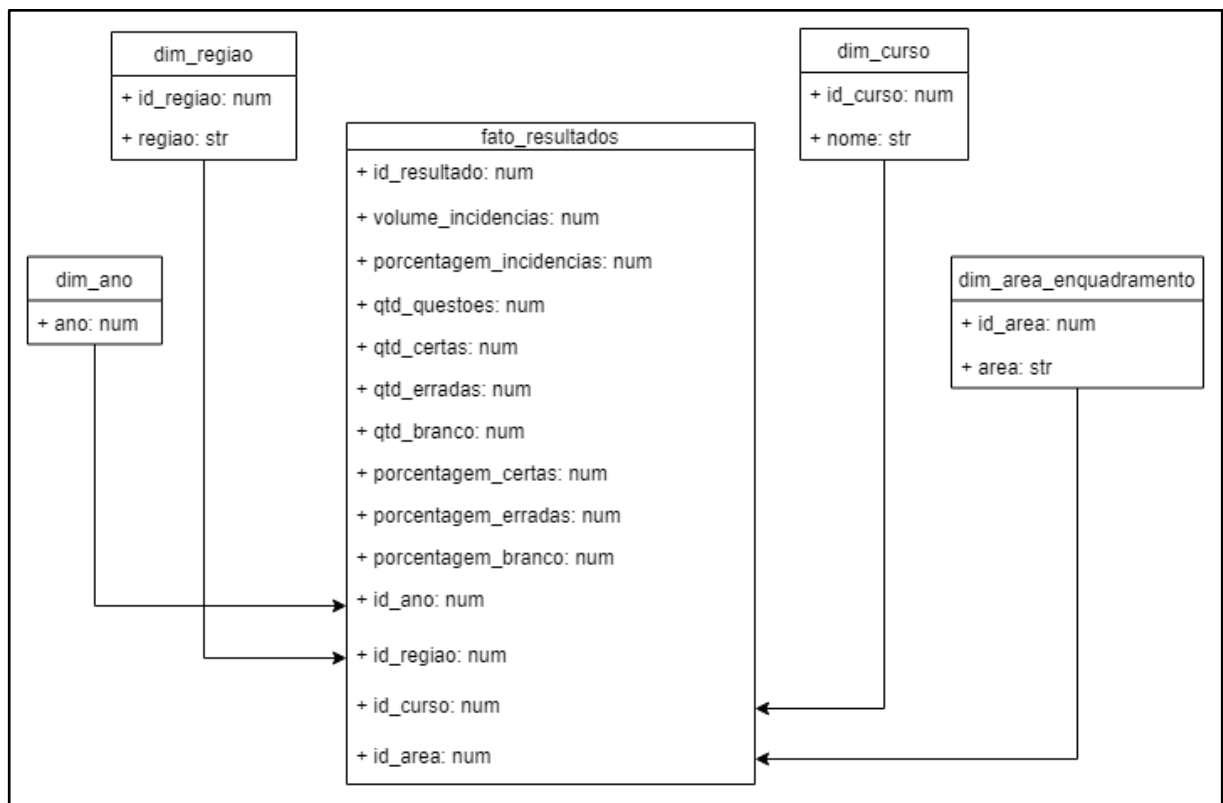 dim_regiao
+ id_regiao: num
+ regiao: str
dim_curso
+ id_curso: num
+ nome: str
fato_resultados
+ id_resultado: num
+ volume_incidencias: num
+ porcentagem_incidencias: num
+ qtd_questoes: num
+ qtd_certas: num
+ qtd_erradas: num
+ qtd_branco: num
+ porcentagem_certas: num
+ porcentagem_erradas: num
+ porcentagem_branco: num
+ id_ano: num
+ id_regiao: num
+ id_curso: num
+ id_area: num
dim_ano
+ ano: num
dim_area_enquadramento
+ id_area: num
+ area: str